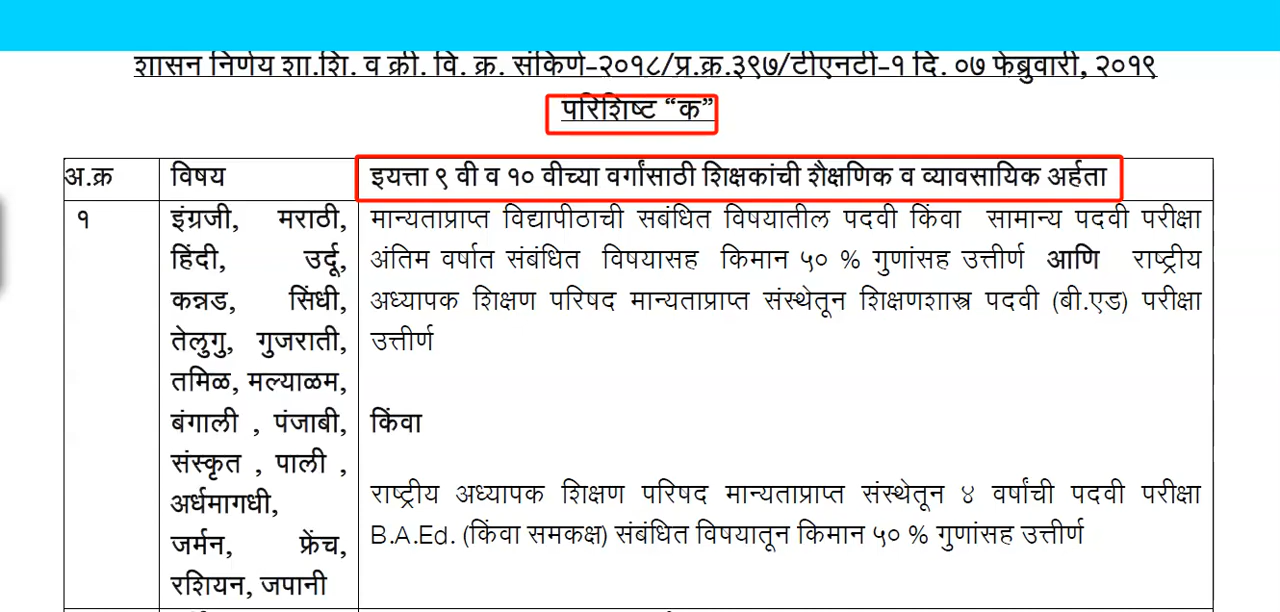 शासन निर्णय शा.शि. व क्री. वि. क्र. संकिर्ण-२०१८/प्र.क्र.३९७/टीएनटी-१ दि. ०७ फेब्रुवारी, २०१९
परिशिष्ट “क”
अ.क्र
विषय
इयत्ता ९ वी व १० वीच्या वर्गांसाठी शिक्षकांची शैक्षणिक व व्यावसायिक अर्हता
१
इंग्रजी, मराठी,
हिंदी, उर्दू,
कन्नड, सिंधी,
तेलुगु, गुजराती,
तमिळ, मल्याळम,
बंगाली , पंजाबी,
संस्कृत , पाली ,
अर्धमागधी,
जर्मन, फ्रेंच,
रशियन, जपानी
मान्यताप्राप्त विद्यापीठाची सबंधित विषयातील पदवी किंवा सामान्य पदवी परीक्षा
अंतिम वर्षात संबंधित विषयासह किमान ५० % गुणांसह उत्तीर्ण आणि राष्ट्रीय
अध्यापक शिक्षण परिषद मान्यताप्राप्त संस्थेतून शिक्षणशास्त्र पदवी (बी.एड) परीक्षा
उत्तीर्ण
किंवा
राष्ट्रीय अध्यापक शिक्षण परिषद मान्यताप्राप्त संस्थेतून ४ वर्षांची पदवी परीक्षा
B.A.Ed. (किंवा समकक्ष) संबंधित विषयातून किमान ५० % गुणांसह उत्तीर्ण